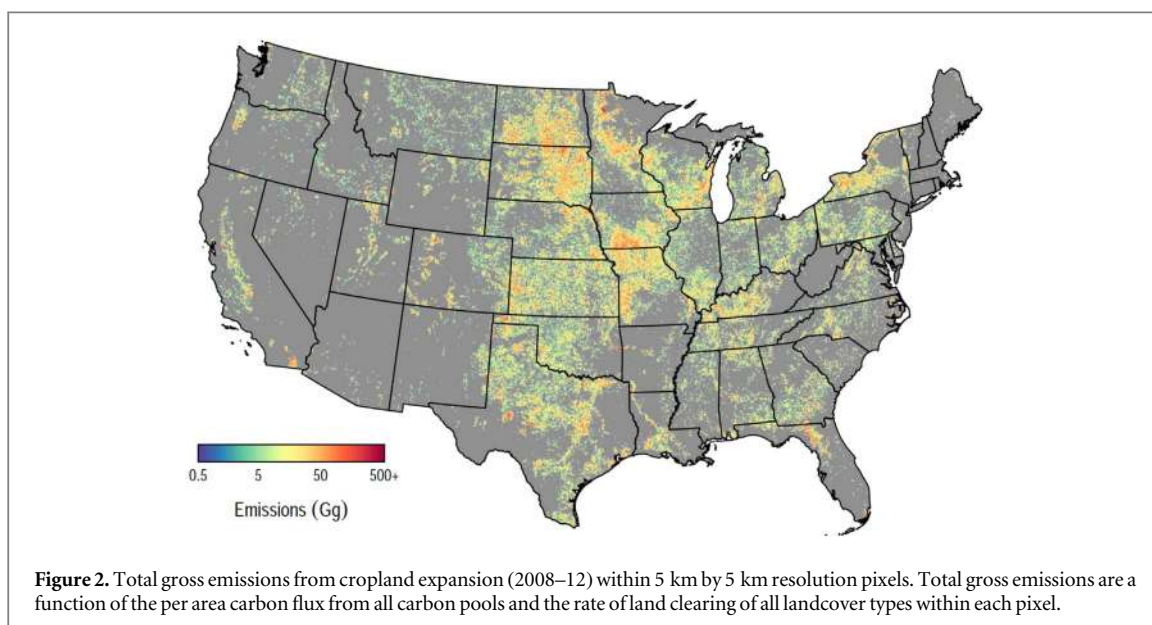 0.5 5 50 500+
Emissions (Gg)
Figure 2. Total gross emissions from cropland expansion (2008–12) within 5 km by 5 km resolution pixels. Total gross emissions are a
function of the per area carbon flux from all carbon pools and the rate of land clearing of all landcover types within each pixel.